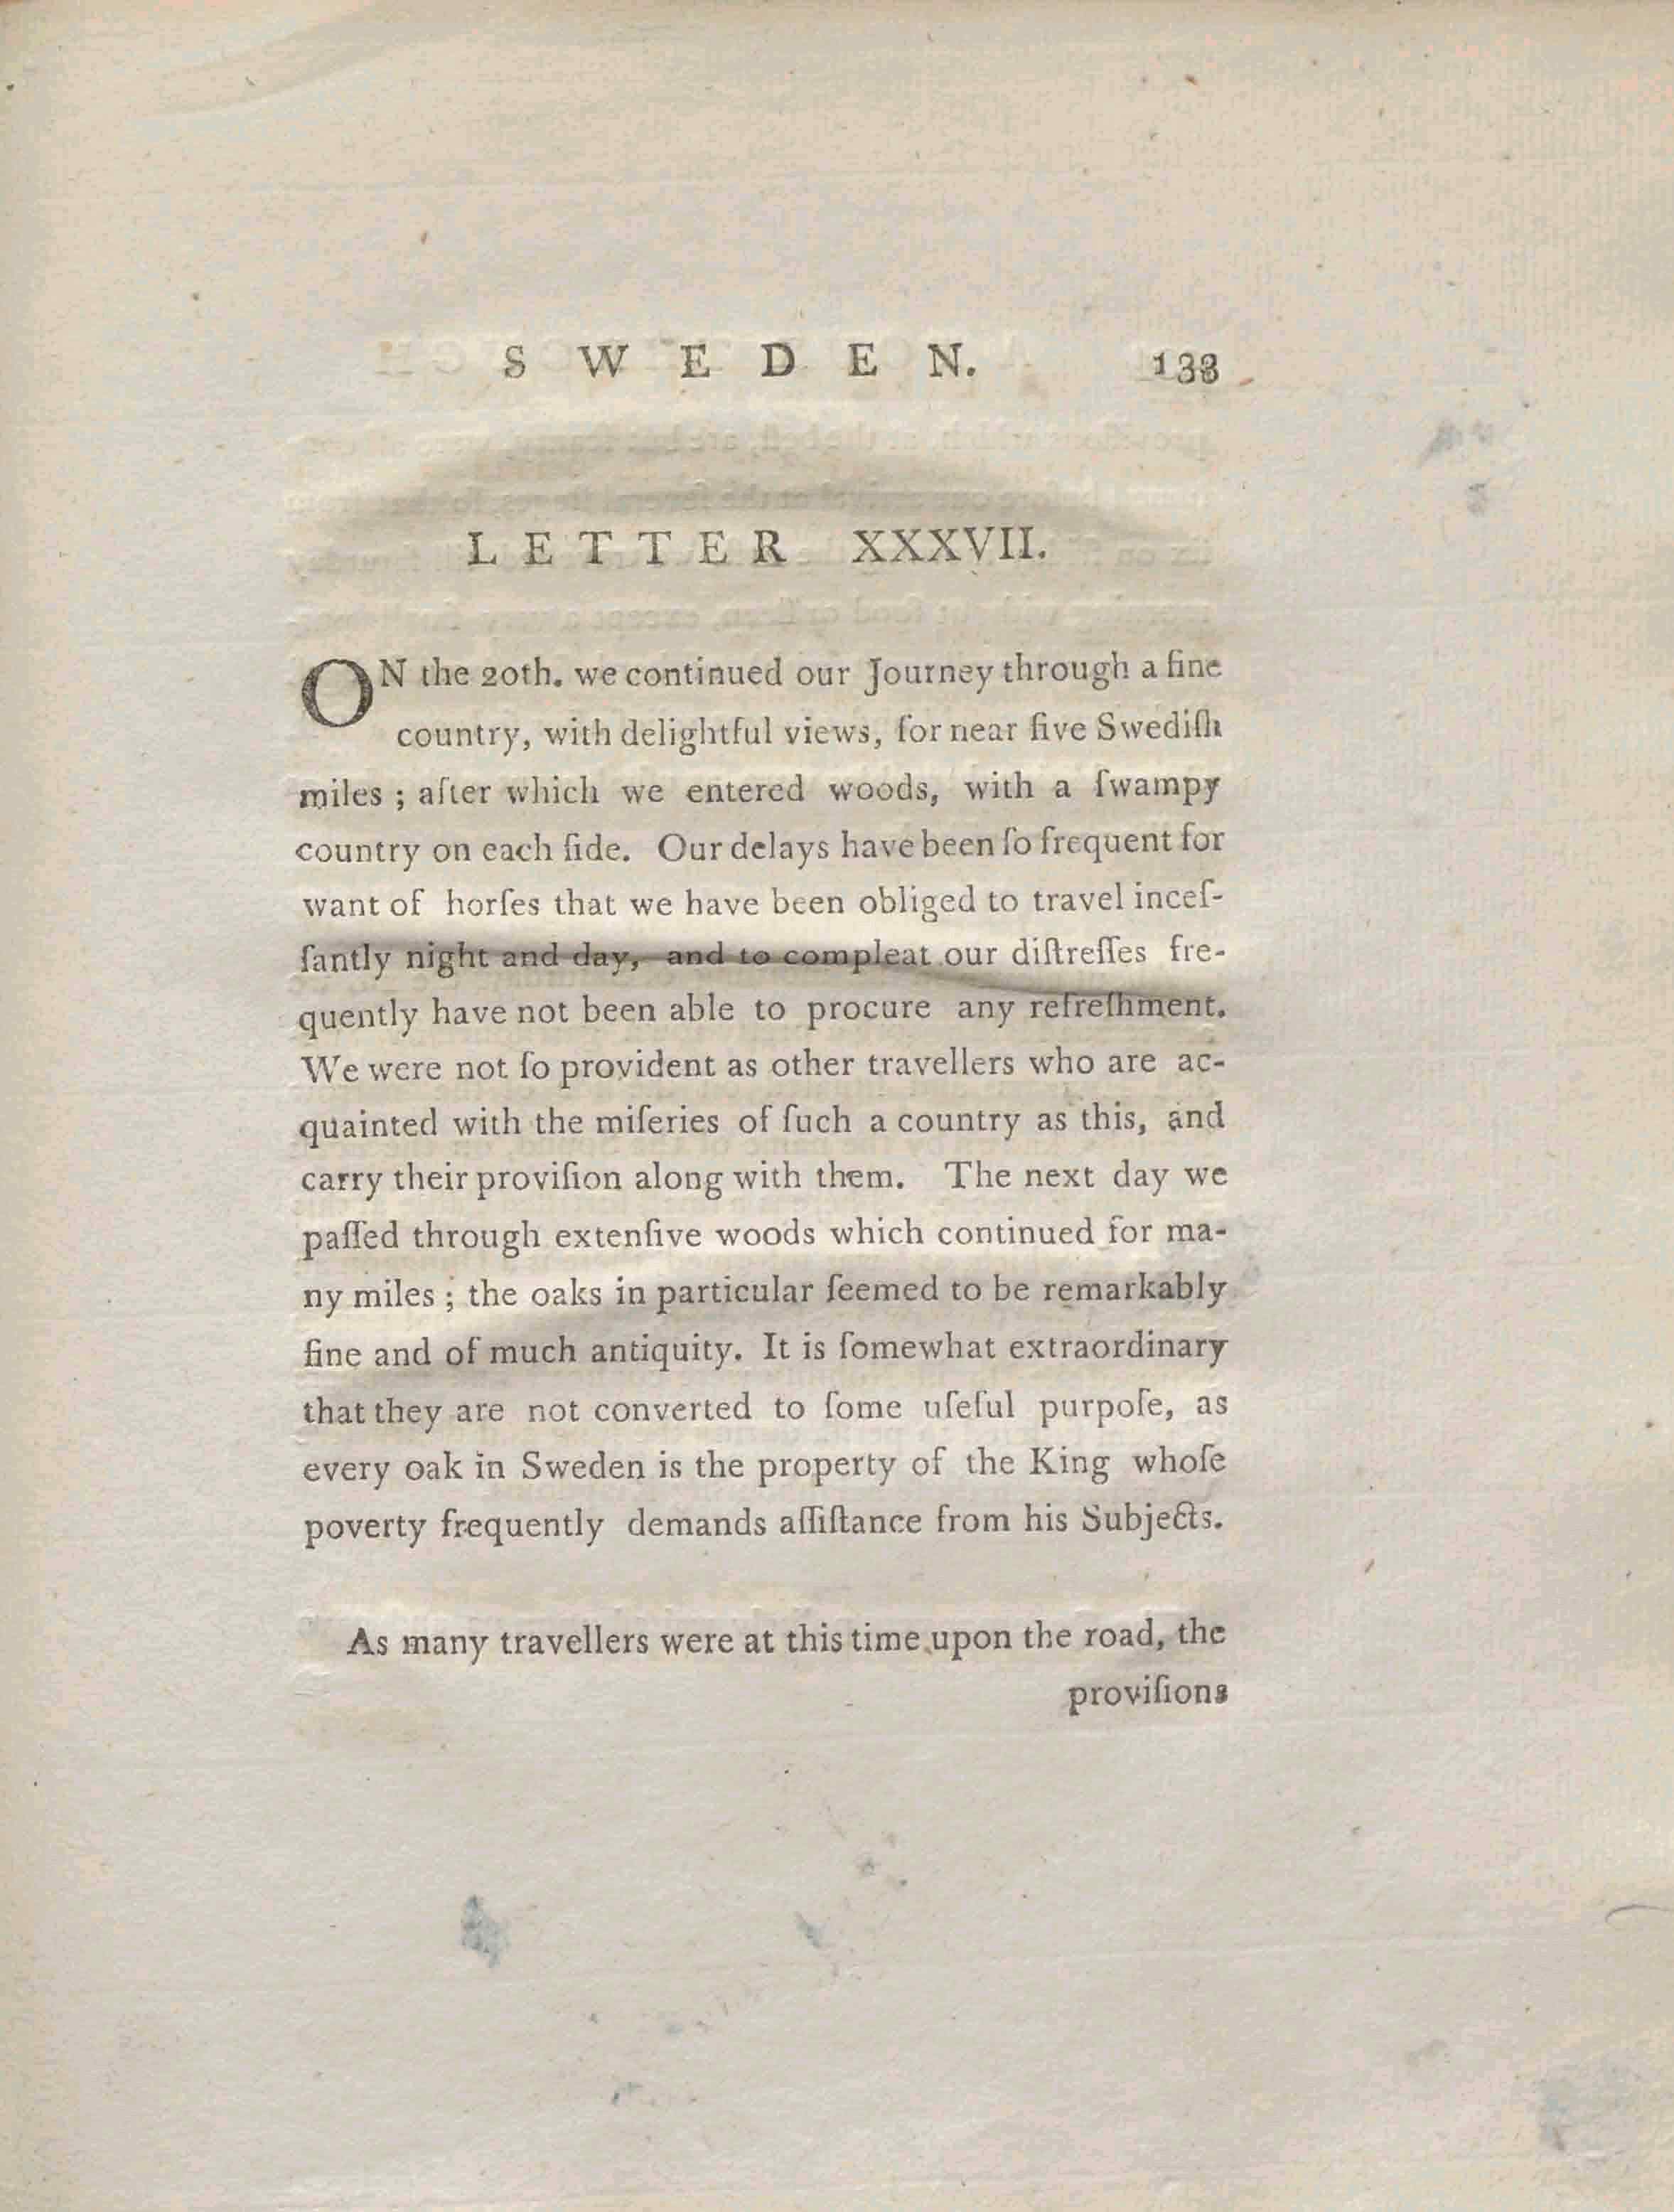 S W E D E N. 133
LETTER XXXVII.
ON the 20th. we continued our Journey through a fine
country, with delightful views, for near five Swediſh
miles ; aſter which we entered woods, with a ſwampy
country on each ſide. Our delays have been ſo frequent for
want of horſes that we have been obliged to travel inceſ-
ſantly night and day, and to compleat our diſtreſſes fre-
quently have not been able to procure any refreſhment.
We were not ſo provident as other travellers who are ac-
quainted with the miſeries of ſuch a country as this, and
carry their proviſion along with them. The next day we
paſſed through extenſive woods which continued for ma-
ny miles ; the oaks in particular ſeemed to be remarkably
fine and of much antiquity. It is ſomewhat extraordinary
that they are not converted to ſome uſeſul purpoſe, as
every oak in Sweden is the property of the King whoſe
poverty frequently demands aſſiſtance from his Subjects.
As many travellers were at this time upon the road, the
proviſions